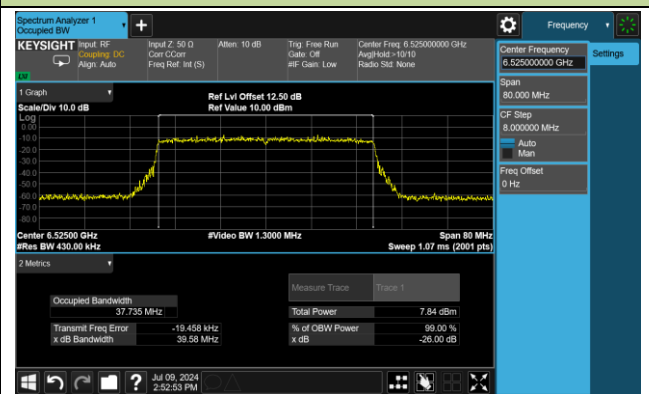 Spectrum Analyzer 1
Occupied BW
Frequency
KEYSIGHT
Input: RF
Coupling: DC
Align: Auto
Input Z: 50 Ω
Corr CCorr
Freq Ref: Int (S)
Atten: 10 dB
Trig: Free Run
Gate: Off
#IF Gain: Low
Center Freq: 6.525000000 GHz
Avg|Hold:>10/10
Radio Std: None
LXI
Center Frequency
6.525000000 GHz
Settings
Span
80.000 MHz
CF Step
8.000000 MHz
Auto
Man
Freq Offset
0 Hz
1 Graph
Scale/Div 10.0 dB
Ref Lvl Offset 12.50 dB
Ref Value 10.00 dBm
Log
0.00
-10.0
-20.0
-30.0
-40.0
-50.0
-60.0
-70.0
-80.0
Center 6.52500 GHz
#Res BW 430.00 kHz
#Video BW 1.3000 MHz
Span 80 MHz
Sweep 1.07 ms (2001 pts)
2 Metrics
Measure Trace
Trace 1
Occupied Bandwidth
37.735 MHz
Total Power
7.84 dBm
Transmit Freq Error
-19.458 kHz
% of OBW Power
99.00 %
x dB Bandwidth
39.58 MHz
x dB
-26.00 dB
Jul 09, 2024
2:52:53 PM